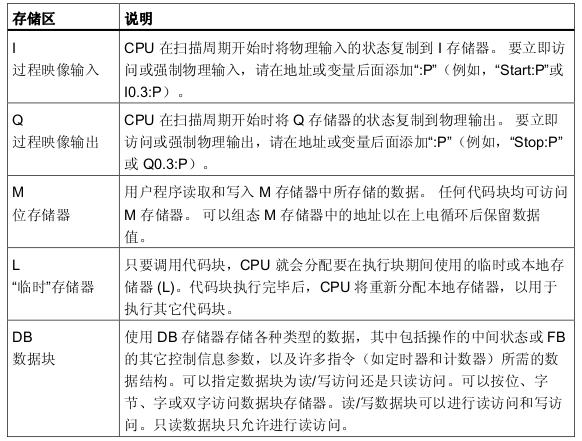 存储区 说明
I CPU 在扫描周期开始时将物理输入的状态复制到 I 存储器。 要立即访
过程映像输入 问或强制物理输入，请在地址或变量后面添加“:P”（例如，“Start:P”或
I0.3:P）。
Q CPU 在扫描周期开始时将 Q 存储器的状态复制到物理输出。 要立即
过程映像输出 访问或强制物理输出，请在地址或变量后面添加“:P”（例如，“Stop:P”
或 Q0.3:P）。
M 用户程序读取和写入 M 存储器中所存储的数据。 任何代码块均可访问
位存储器 M 存储器。 可以组态 M 存储器中的地址以在上电循环后保留数据
值。
L 只要调用代码块，CPU 就会分配要在执行块期间使用的临时或本地存
“临时”存储器 储器 (L)。代码块执行完毕后，CPU 将重新分配本地存储器，以用于
执行其它代码块。
DB 使用 DB 存储器存储各种类型的数据，其中包括操作的中间状态或 FB
数据块 的其它控制信息参数，以及许多指令（如定时器和计数器）所需的数
据结构。可以指定数据块为读/写访问还是只读访问。可以按位、字
节、字或双字访问数据块存储器。读/写数据块可以进行读访问和写访
问。只读数据块只允许进行读访问。